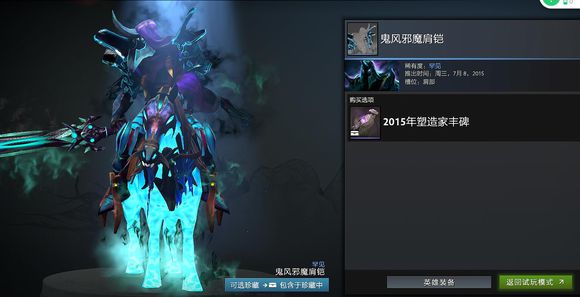 鬼风邪魔肩铠
稀有度：罕见
推出时间：周三，7月 8，2015
槽位：肩部
购买选项
2015年塑造家丰碑
罕见
鬼风邪魔肩铠
可选珍藏 → 包含于珍藏中
英雄装备
返回试玩模式